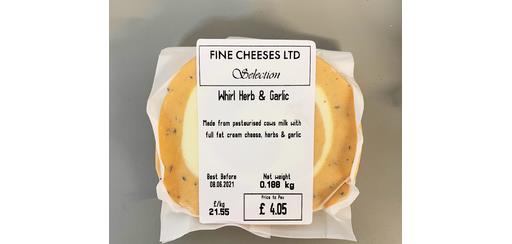 FINE CHEESES LTD
Selection
Whirl Herb & Garlic
Made from pasteurised cows milk with
full fat cream cheese, herbs & garlic
Best Before
08.06.2021
Net Weight
0.188 kg
£/kg
21.55
Price to Pay
£ 4.05